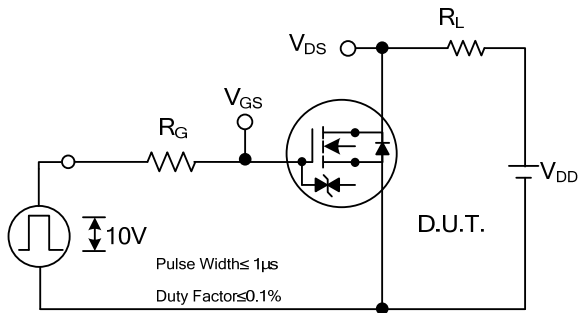 R_L
V_DS
V_GS
R_G
V_DD
10V
D.U.T.
Pulse Width≤ 1μs
Duty Factor≤0.1%